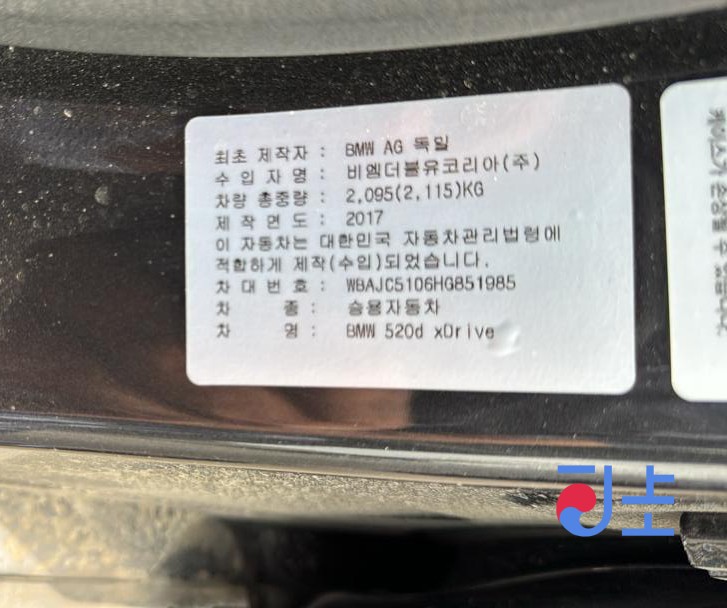 최초 제작자 : BMW AG 독일
수 입 자 명 : 비엠더블유코리아(주)
차량 총중량 : 2,095(2,115)KG
제 작 연 도 : 2017
이 자동차는 대한민국 자동차관리법령에
적합하게 제작(수입)되었습니다.
차 대 번 호 : WBAJC5106HG851985
차 종 : 승용자동차
차 명 : BMW 520d xDrive